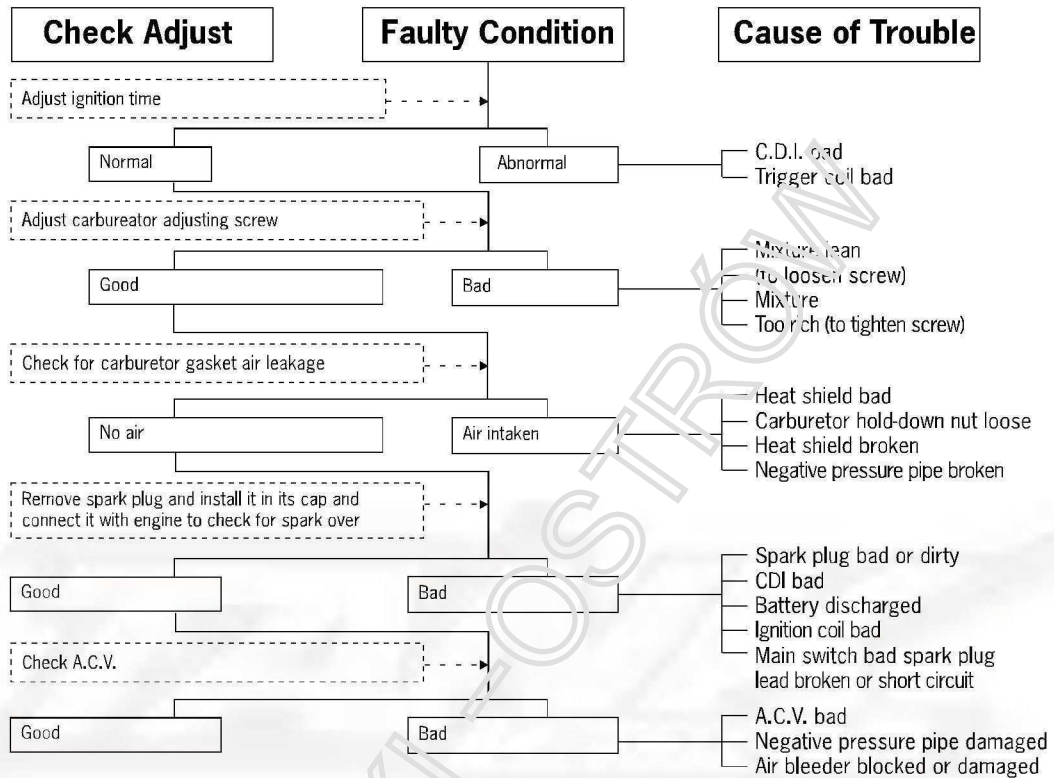 Check Adjust
Faulty Condition
Cause of Trouble
Adjust ignition time
Normal
Abnormal
C.D.I. bad
Trigger coil bad
Adjust carbureator adjusting screw
Good
Bad
Mixture lean
(to loosen screw)
Mixture
Too rich (to tighten screw)
Check for carburetor gasket air leakage
No air
Air intaken
Heat shield bad
Carburetor hold-down nut loose
Heat shield broken
Negative pressure pipe broken
Remove spark plug and install it in its cap and
connect it with engine to check for spark over
Good
Bad
Spark plug bad or dirty
CDI bad
Battery discharged
Ignition coil bad
Main switch bad spark plug
lead broken or short circuit
Check A.C.V.
Good
Bad
A.C.V. bad
Negative pressure pipe damaged
Air bleeder blocked or damaged
KI - OSTRÓW